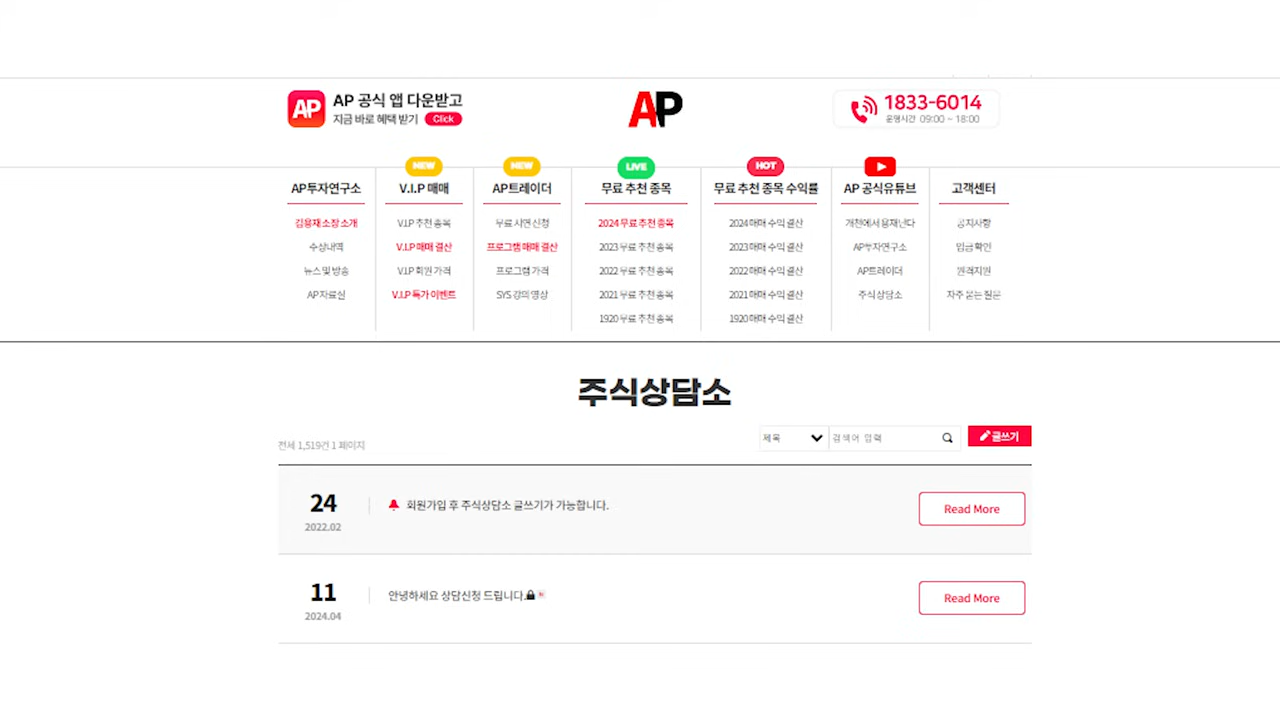 AP
AP 공식 앱 다운받고
지금 바로 혜택 받기 Click
AP
1833-6014
운영시간 09:00 ~ 18:00
NEW NEW LIVE HOT
AP투자연구소 V.I.P 매매 AP트레이더 무료 추천 종목 무료 추천 종목 수익률 AP 공식유튜브 고객센터
김용재 소장 소개 V.I.P 추천 종목 무료 시연 신청 2024 무료 추천 종목 2024 매매 수익 결산 개천에서 용재난다 공지사항
수상내역 V.I.P 매매 결산 프로그램 매매 결산 2023 무료 추천 종목 2023 매매 수익 결산 AP투자연구소 입금 확인
뉴스 및 방송 V.I.P 회원 가격 프로그램 가격 2022 무료 추천 종목 2022 매매 수익 결산 AP트레이더 원격지원
AP 자료실 V.I.P 특가 이벤트 SYS 강의 영상 2021 무료 추천 종목 2021 매매 수익 결산 주식 상담소 자주 묻는 질문
1920 무료 추천 종목 1920 매매 수익 결산
주식상담소
전체 1,519건 1 페이지
제목 검색어 입력 글쓰기
24
2022.02
회원가입 후 주식상담소 글쓰기가 가능합니다.
Read More
11
2024.04
안녕하세요 상담신청 드립니다.
Read More